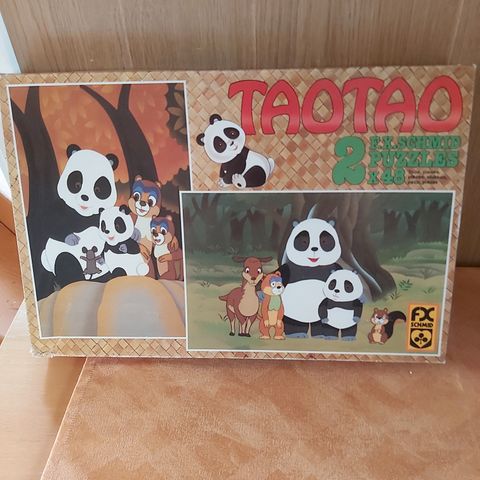 TAOTAO
2 F.X.SCHMID
PUZZLES
X 48
FX
SCHMID